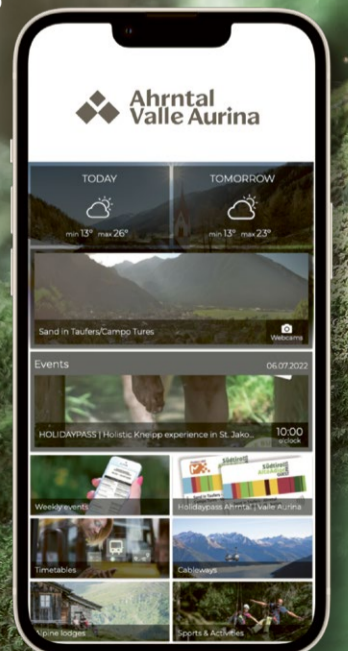 Ahrntal
Valle Aurina
TODAY
TOMORROW
min 13° max 26°
min 13° max 23°
Sand in Taufers/Campo Tures
Webcams
Events
06.07.2022
HOLIDAYPASS | Holistic Kneipp experience in St. Jako...
10:00
o'clock
Weekly events
Südtirol
Südtirol
Holidaypass Ahrntal | Valle Aurina
Timetables
Cableways
Alpine lodges
Sports & Activities